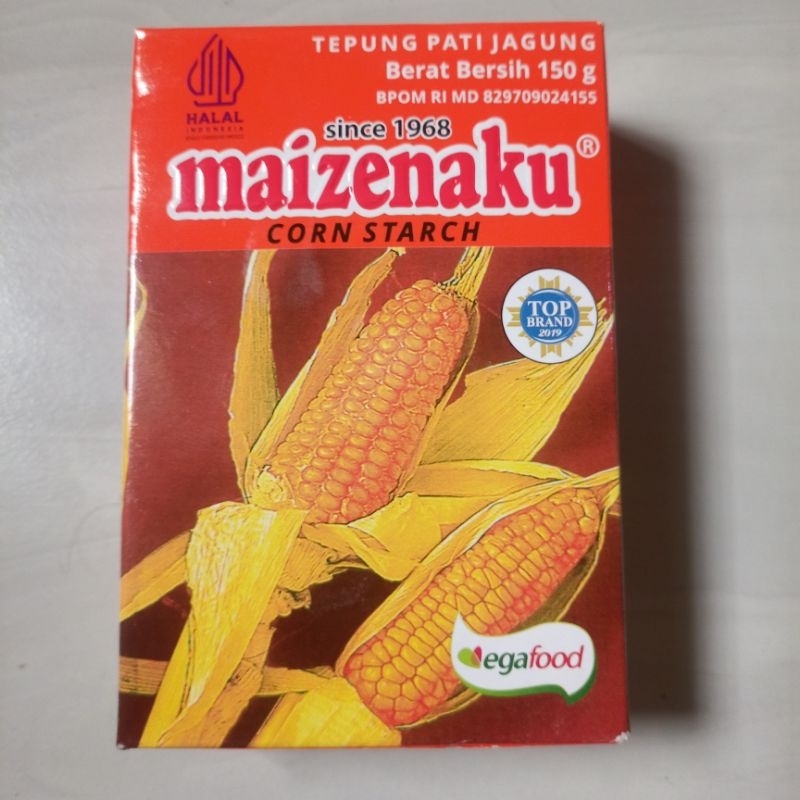 TEPUNG PATI JAGUNG
Berat Bersih 150 g
BPOM RI MD 829709024155
HALAL
INDONESIA
since 1968
maizenaku®
CORN STARCH
TOP
BRAND
2019
egafood